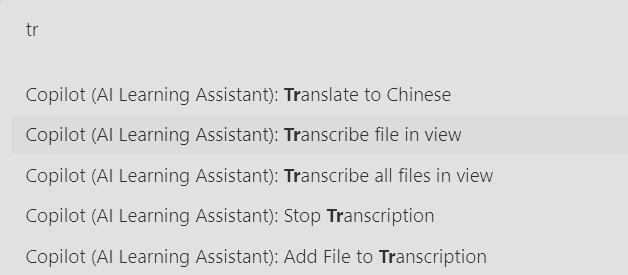 tr
Copilot (AI Learning Assistant): Translate to Chinese
Copilot (AI Learning Assistant): Transcribe file in view
Copilot (AI Learning Assistant): Transcribe all files in view
Copilot (AI Learning Assistant): Stop Transcription
Copilot (AI Learning Assistant): Add File to Transcription